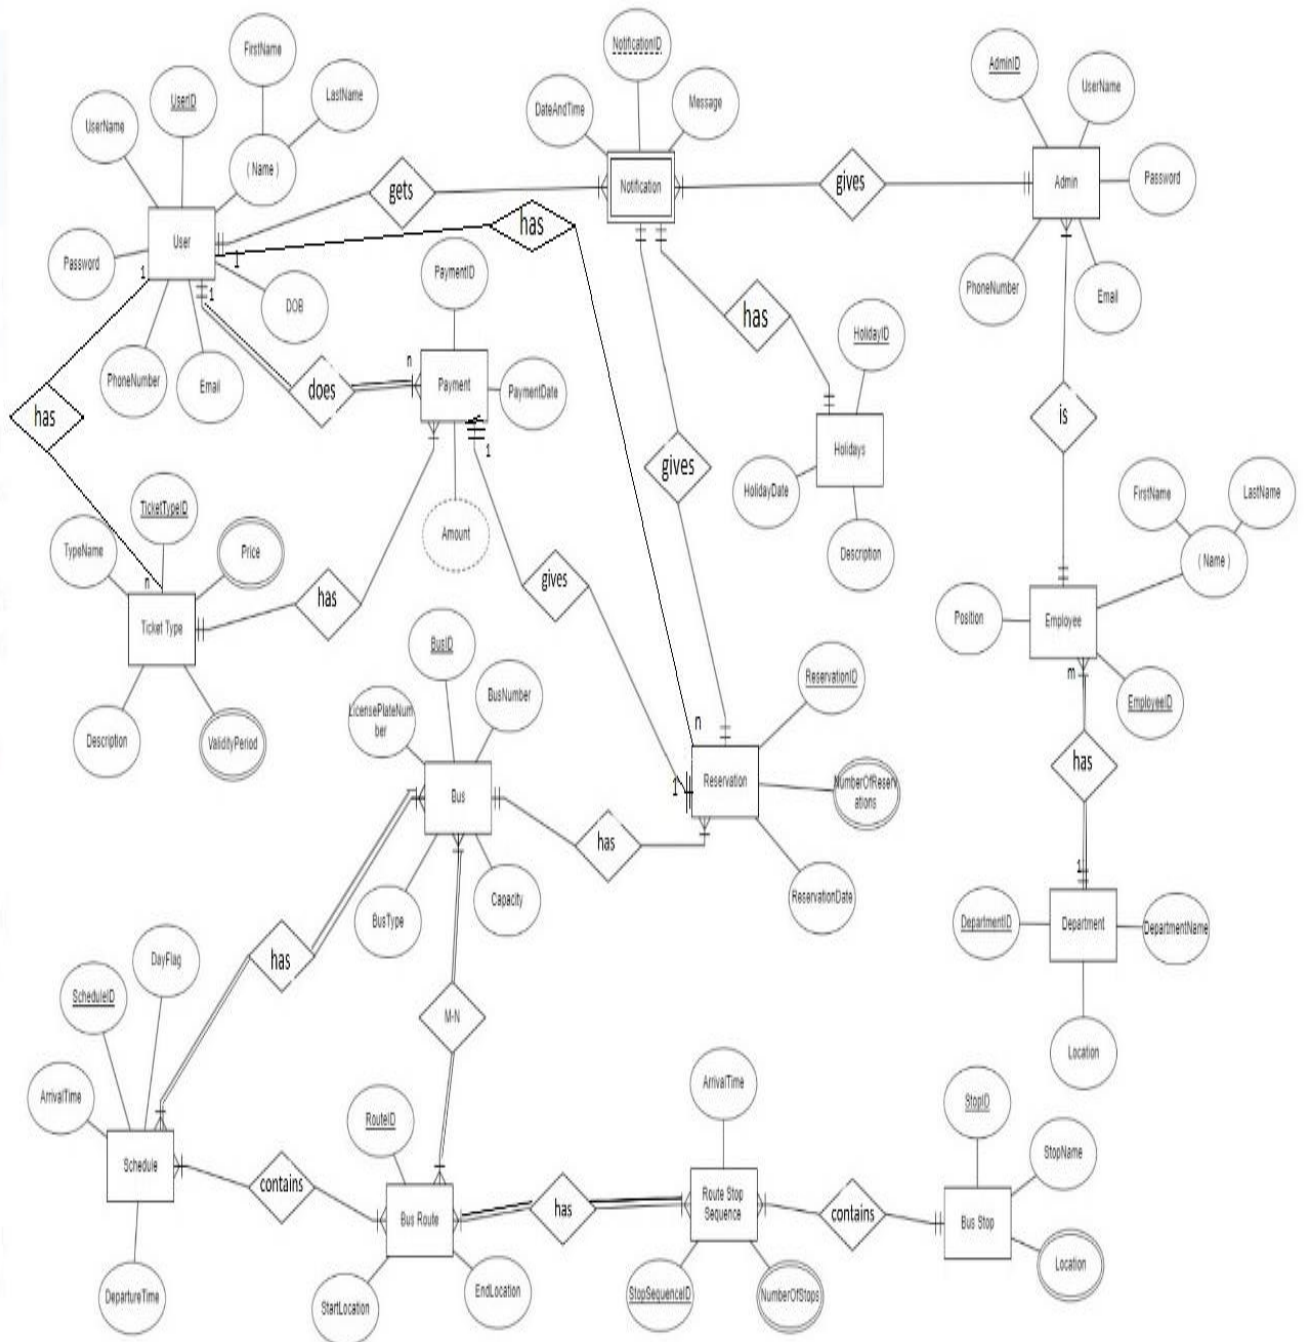 FirstName
NotificationID
AdminID
UserName
LastName
UserID
UserName
DateAndTime
Message
( Name )
gets
Notification
gives
Admin
Password
has
User
1
Password
1
1
DOB
PaymentID
PhoneNumber
Email
PhoneNumber
Email
has
HolidayID
n
does
Payment
PaymentDate
has
is
1
Holidays
gives
HolidayDate
FirstName
LastName
TicketTypeID
TypeName
Price
Amount
Description
( Name )
n
gives
has
Ticket Type
Position
Employee
BusID
ReservationID
m
EmployeeID
LicensePlateNum
ber
BusNumber
n
Description
ValidityPeriod
has
Reservation
NumberOfReserv
ations
1
Bus
has
1
ReservationDate
Capacity
BusType
DepartmentID
Department
DepartmentName
has
DayFlag
ScheduleID
M-N
Location
ArrivalTime
ArrivalTime
RouteID
StopID
StopName
Schedule
contains
Bus Route
has
Route Stop
Sequence
contains
Bus Stop
Location
DepartureTime
StartLocation
EndLocation
StopSequenceID
NumberOfStops